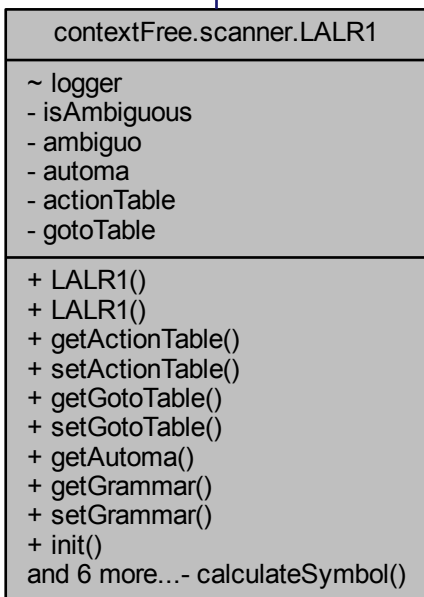 contextFree.scanner.LALR1
~ logger
- isAmbiguous
- ambiguo
- automa
- actionTable
- gotoTable
+ LALR1()
+ LALR1()
+ getActionTable()
+ setActionTable()
+ getGotoTable()
+ setGotoTable()
+ getAutoma()
+ getGrammar()
+ setGrammar()
+ init()
and 6 more...- calculateSymbol()